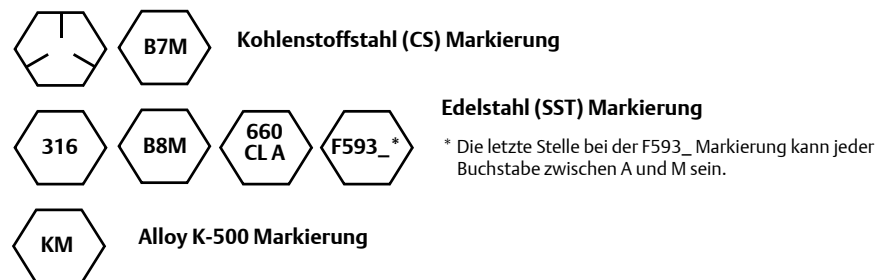 B7M
Kohlenstoffstahl (CS) Markierung
Edelstahl (SST) Markierung
316
B8M
660
CL A
F593_*
* Die letzte Stelle bei der F593_ Markierung kann jeder
Buchstabe zwischen A und M sein.
KM
Alloy K-500 Markierung